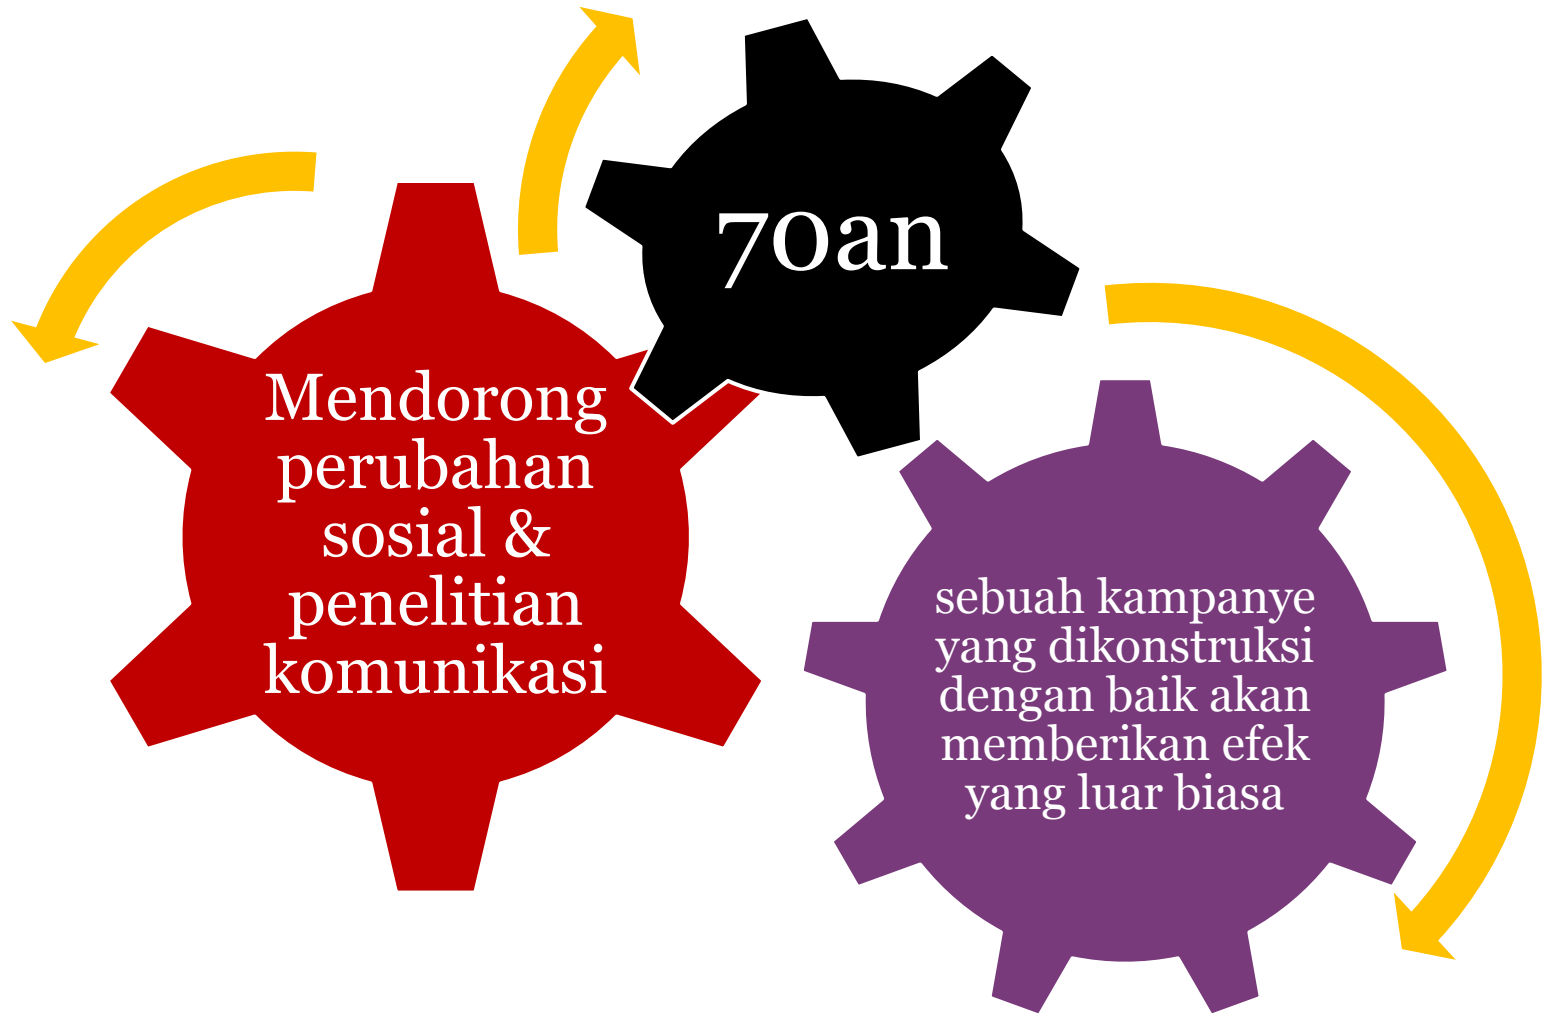 70an
Mendorong
perubahan
sosial &
penelitian
komunikasi
sebuah kampanye
yang dikonstruksi
dengan baik akan
memberikan efek
yang luar biasa